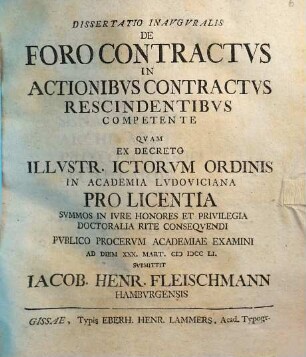 DISSERTATIO INAVGVRALIS
DE
FORO CONTRACTVS
IN
ACTIONIBVS CONTRACTVS
RESCINDENTIBVS
COMPETENTE
QVAM
EX DECRETO
ILLVSTR. ICTORVM ORDINIS
IN ACADEMIA LVDOVICIANA
PRO LICENTIA
SVMMOS IN IVRE HONORES ET PRIVILEGIA
DOCTORALIA RITE CONSEQVENDI
PVBLICO PROCERVM ACADEMIAE EXAMINI
AD DIEM XXX. MART. CIↃ IↃCC LI.
SVBMITTIT
IACOB. HENR. FLEISCHMANN
HAMBVRGENSIS
GISSAE, Typis EBERH. HENR. LAMMERS, Acad. Typogr.